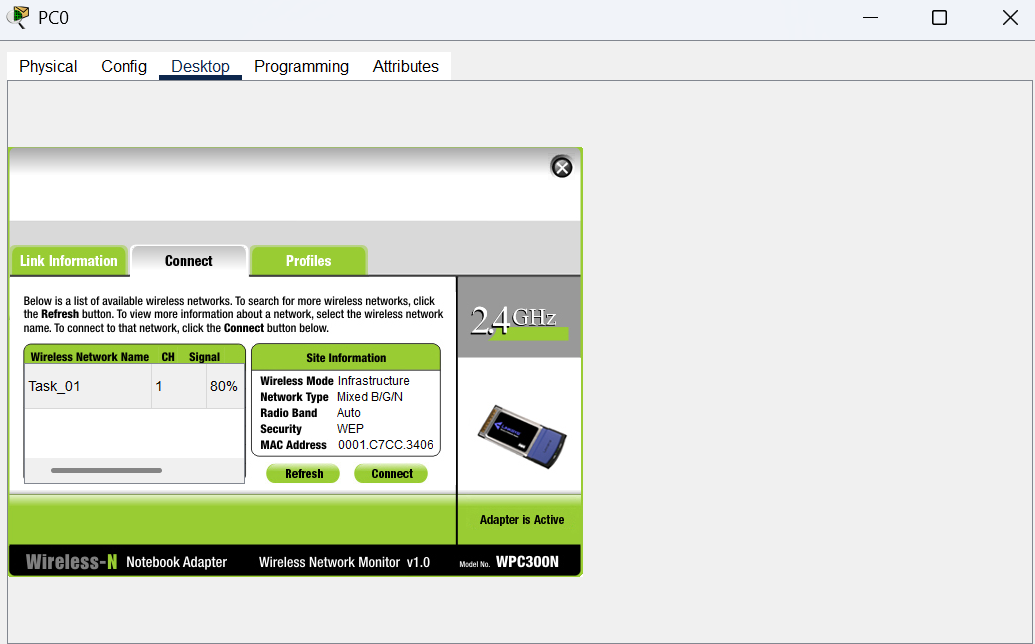 PC0
Physical Config Desktop Programming Attributes
Link Information Connect Profiles
Below is a list of available wireless networks. To search for more wireless networks, click
the Refresh button. To view more information about a network, select the wireless network
name. To connect to that network, click the Connect button below.
2.4GHz
Wireless Network Name CH Signal
Task_01 1 80%
Site Information
Wireless Mode Infrastructure
Network Type Mixed B/G/N
Radio Band Auto
Security WEP
MAC Address 0001.C7CC.3406
Refresh Connect
Adapter is Active
Wireless-N Notebook Adapter Wireless Network Monitor v1.0 Model No. WPC300N